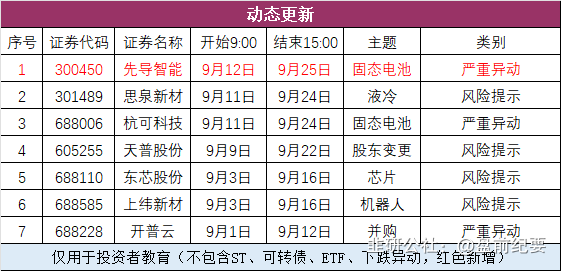 动态更新
序号 证券代码 证券名称 开始9:00 结束15:00 主题 类别
1 300450 先导智能 9月12日 9月25日 固态电池 严重异动
2 301489 思泉新材 9月11日 9月24日 液冷 风险提示
3 688006 杭可科技 9月11日 9月24日 固态电池 严重异动
4 605255 天普股份 9月9日 9月22日 股东变更 风险提示
5 688110 东芯股份 9月3日 9月16日 芯片 风险提示
6 688585 上纬新材 9月3日 9月16日 机器人 风险提示
7 688228 开普云 9月1日 9月12日 并购 严重异动
仅用于投资者教育（不包含ST、可转债、ETF、下跌异动，红色新增）
韭研公社：@盘前纪要